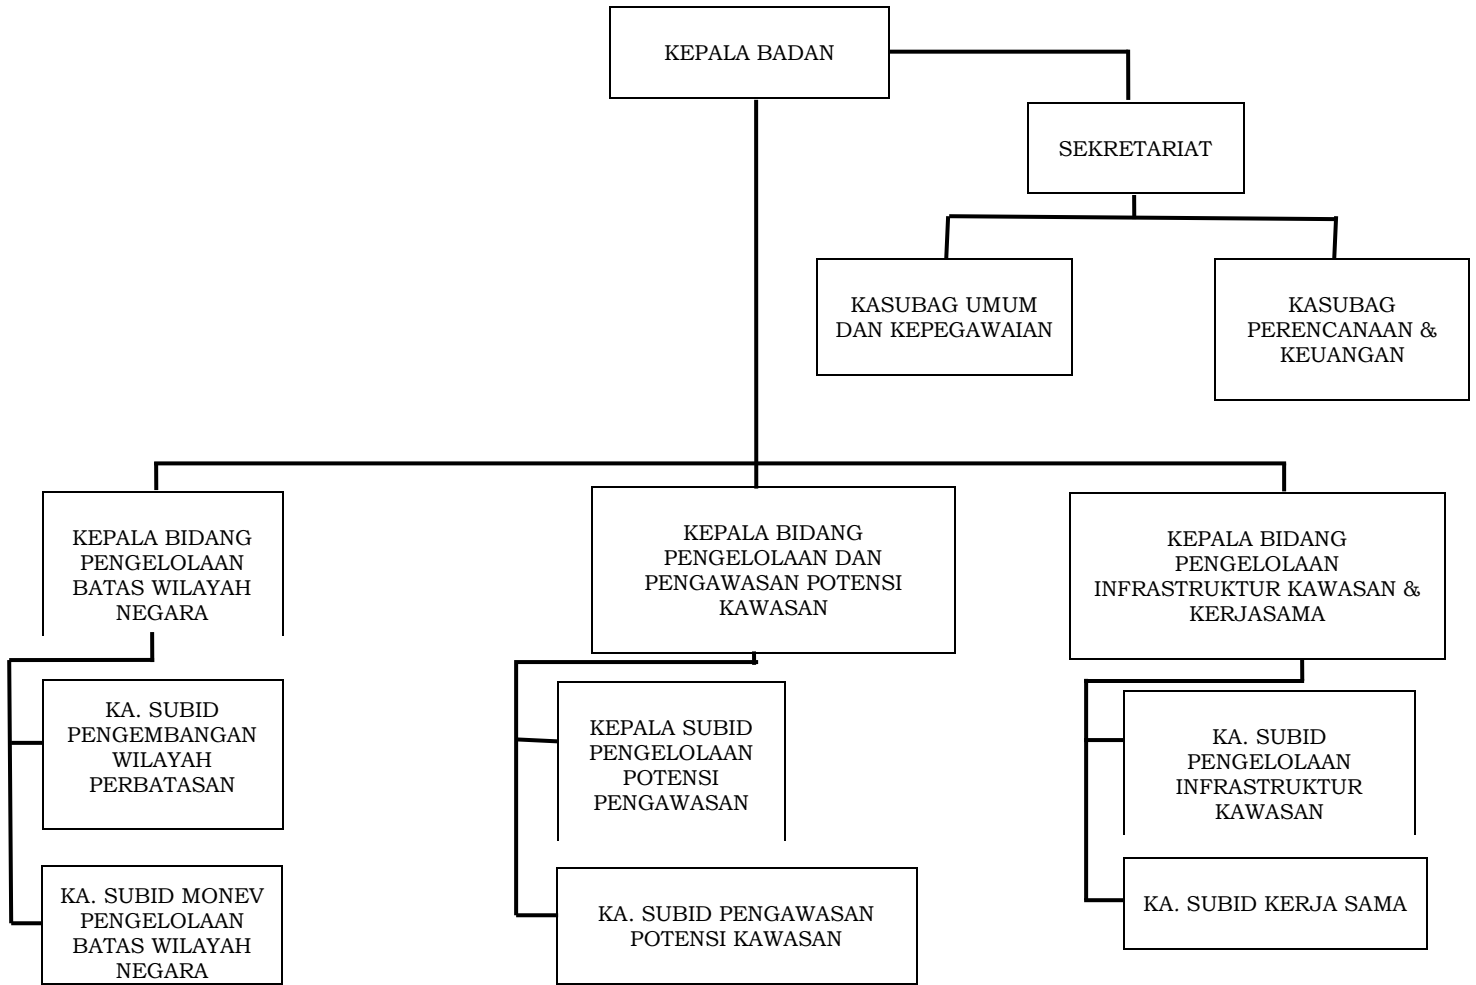 KEPALA BADAN
SEKRETARIAT
KASUBAG UMUM
DAN KEPEGAWAIAN
KASUBAG
PERENCANAAN &
KEUANGAN
KEPALA BIDANG
PENGELOLAAN
BATAS WILAYAH
NEGARA
KEPALA BIDANG
PENGELOLAAN DAN
PENGAWASAN POTENSI
KAWASAN
KEPALA BIDANG
PENGELOLAAN
INFRASTRUKTUR KAWASAN &
KERJASAMA
KA. SUBID
PENGEMBANGAN
WILAYAH
PERBATASAN
KEPALA SUBID
PENGELOLAAN
POTENSI
PENGAWASAN
KA. SUBID
PENGELOLAAN
INFRASTRUKTUR
KAWASAN
KA. SUBID MONEV
PENGELOLAAN
BATAS WILAYAH
NEGARA
KA. SUBID PENGAWASAN
POTENSI KAWASAN
KA. SUBID KERJA SAMA